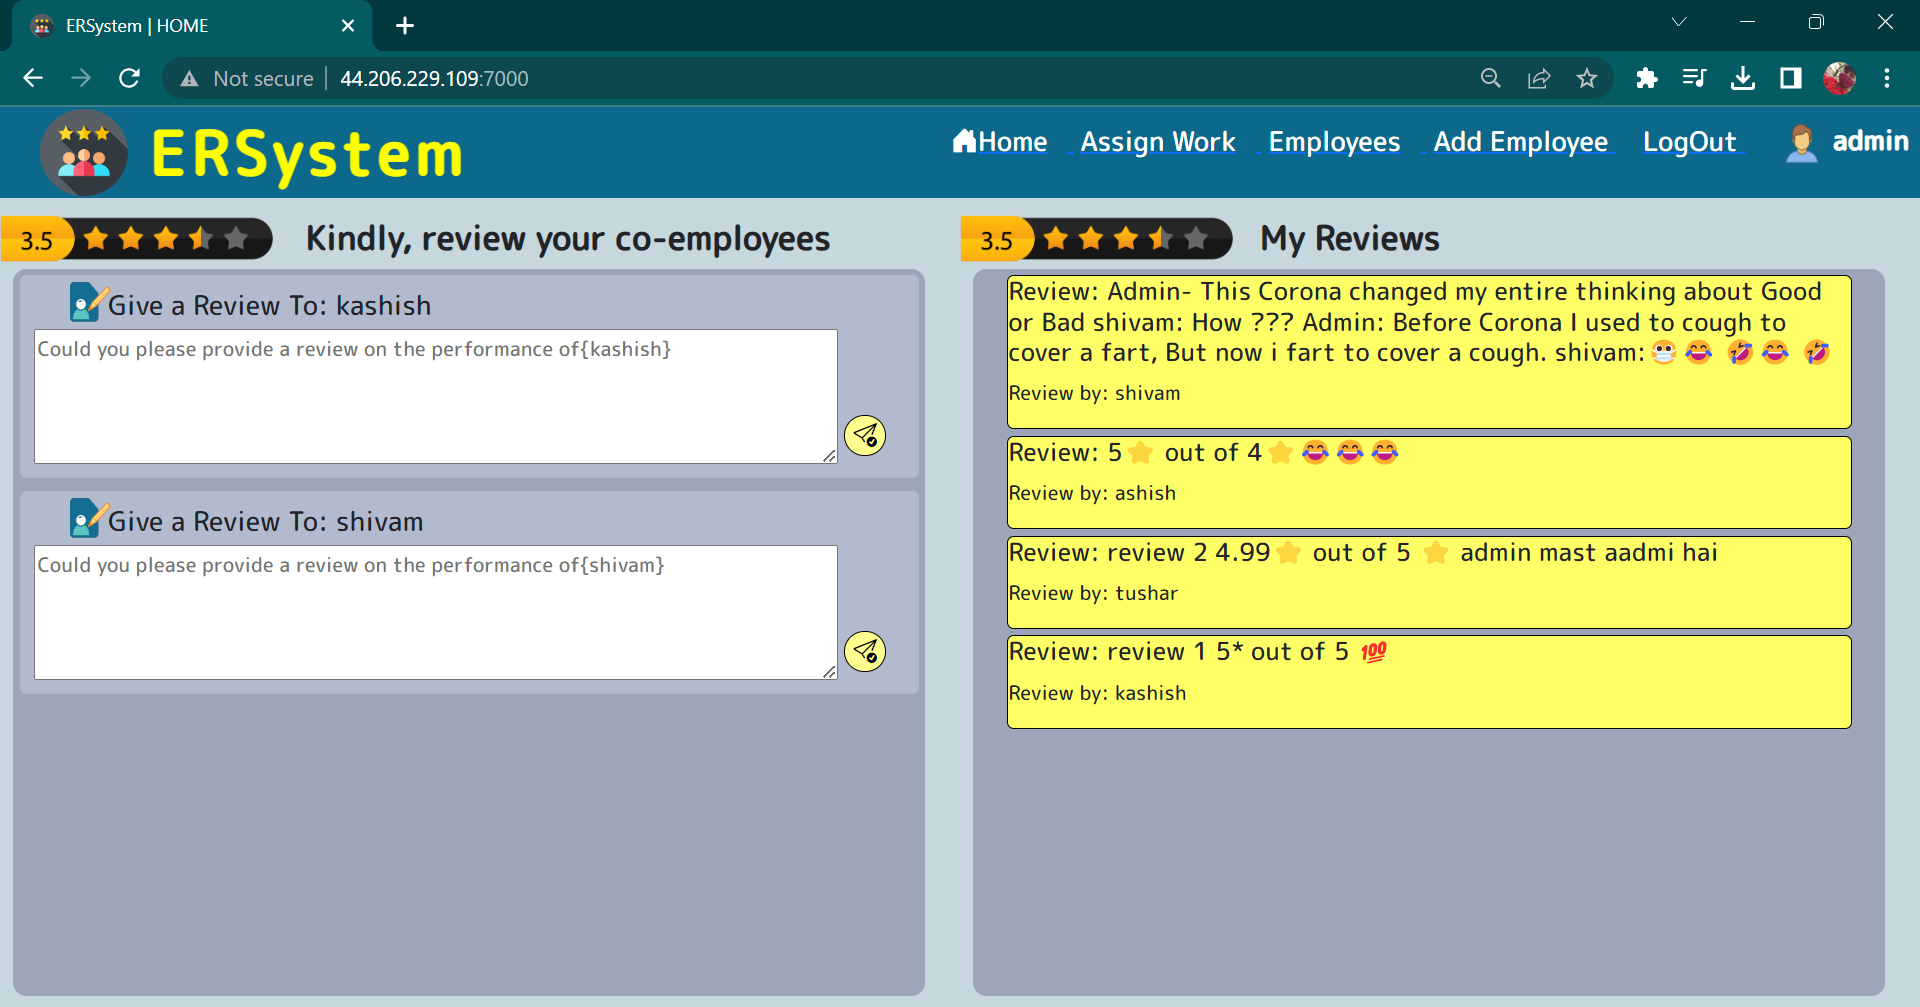 ERSystem | HOME
Not secure 44.206.229.109:7000
ERSystem
Home Assign Work Employees Add Employee LogOut admin
3.5 Kindly, review your co-employees
Give a Review To: kashish
Could you please provide a review on the performance of{kashish}
Give a Review To: shivam
Could you please provide a review on the performance of{shivam}
3.5 My Reviews
Review: Admin- This Corona changed my entire thinking about Good
or Bad shivam: How ??? Admin: Before Corona I used to cough to
cover a fart, But now i fart to cover a cough. shivam:😷😂 🤣😂 🤣
Review by: shivam
Review: 5⭐ out of 4⭐😂😂😂
Review by: ashish
Review: review 2 4.99⭐ out of 5 ⭐ admin mast aadmi hai
Review by: tushar
Review: review 1 5* out of 5 💯
Review by: kashish